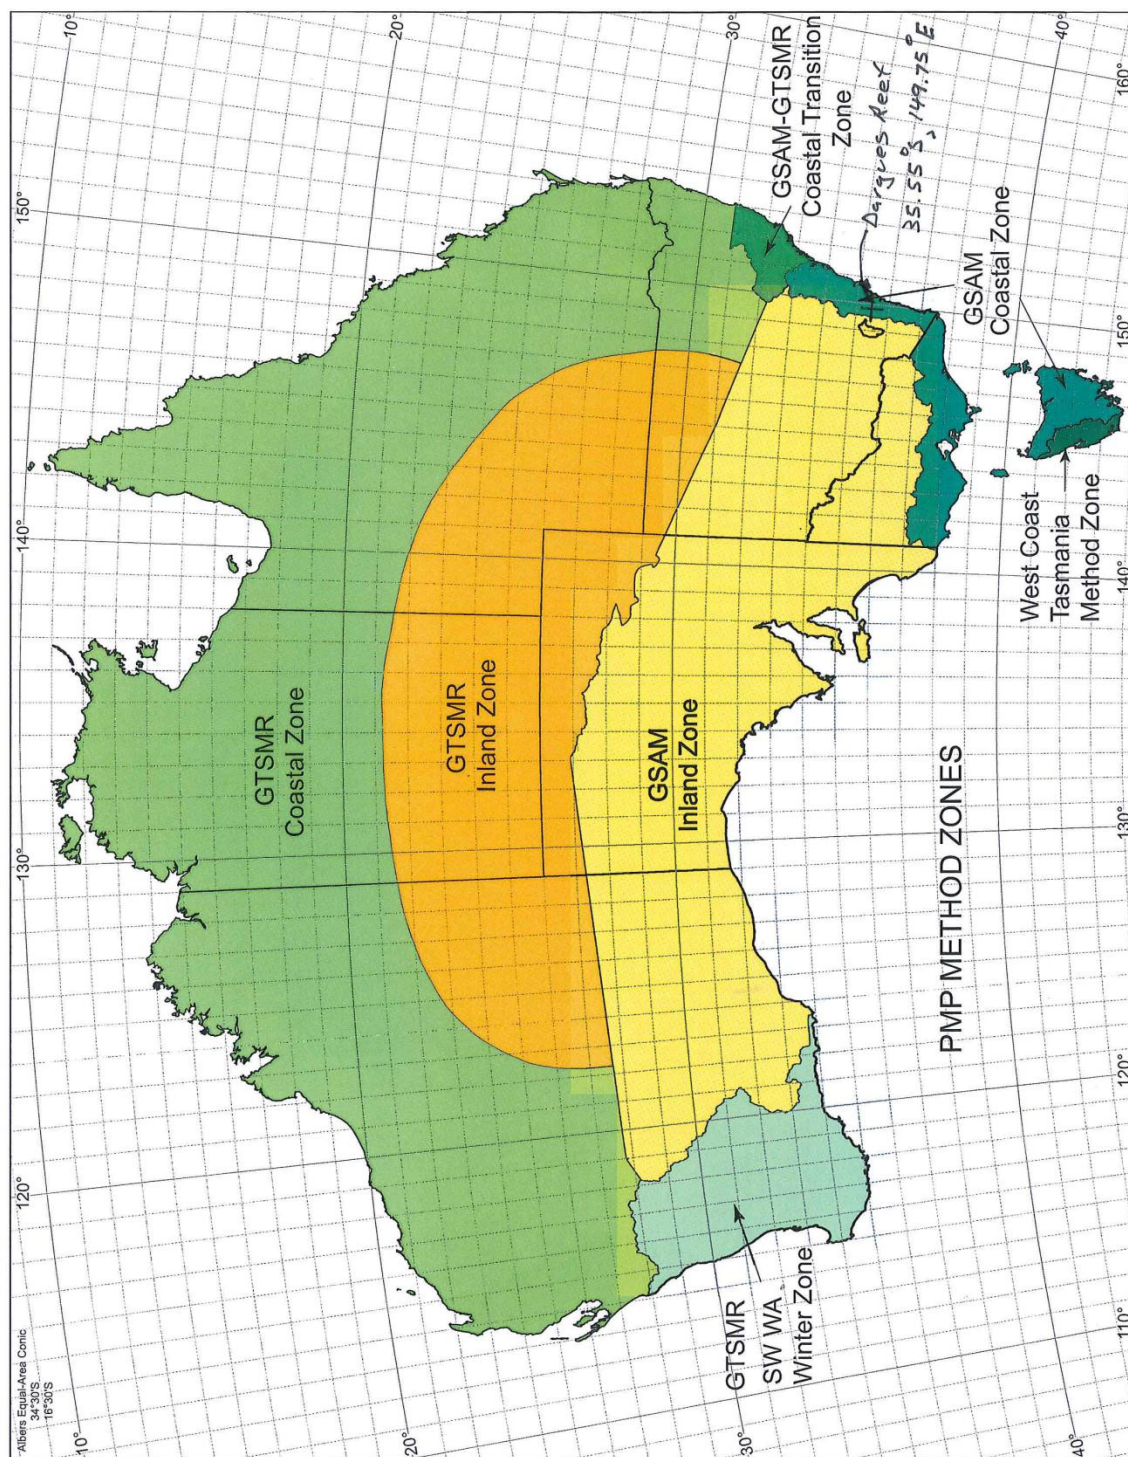 Albers Equal-Area Conic
34°30'S
16°30'S
120°
130°
140°
150°
10°
10°
GTSMR
Coastal Zone
20°
20°
GTSMR
Inland Zone
GSAM
Inland Zone
30°
30°
GTSMR
SW WA
Winter Zone
GSAM-GTSMR
Coastal Transition
Zone
Dargues Reef
35.55°S, 149.75°E
PMP METHOD ZONES
GSAM
Coastal Zone
West Coast
Tasmania
Method Zone
40°
40°
110°
120°
130°
140°
150°
160°